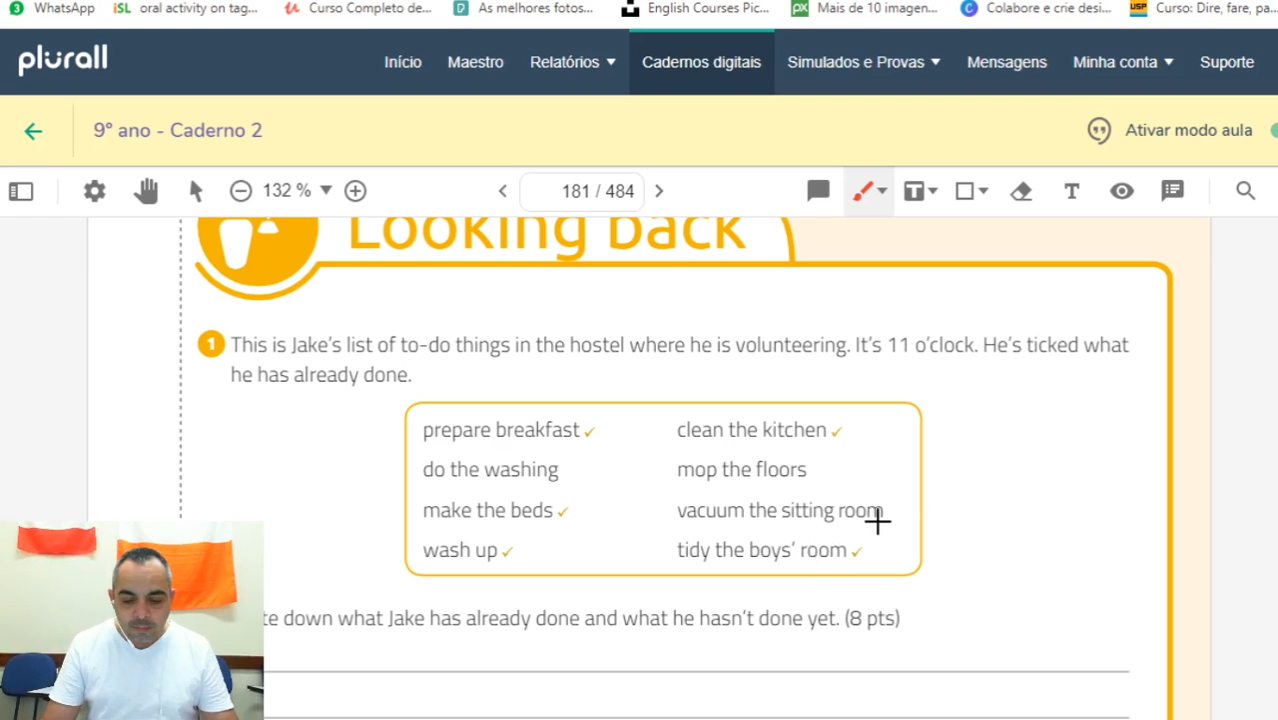 WhatsApp iSL oral activity on tag... Curso Completo de... As melhores fotos... English Courses Pic... px Mais de 10 imagen... Colabore e crie desi... USP Curso: Dire, fare, pa...
3
plurall Início Maestro Relatórios Cadernos digitais Simulados e Provas Mensagens Minha conta Suporte
9º ano - Caderno 2 Ativar modo aula
132 % 181 / 484 T T
Looking back
1 This is Jake's list of to-do things in the hostel where he is volunteering. It's 11 o'clock. He's ticked what
he has already done.
prepare breakfast ✓ clean the kitchen ✓
do the washing mop the floors
make the beds ✓ vacuum the sitting room
wash up ✓ tidy the boys' room ✓
te down what Jake has already done and what he hasn't done yet. (8 pts)